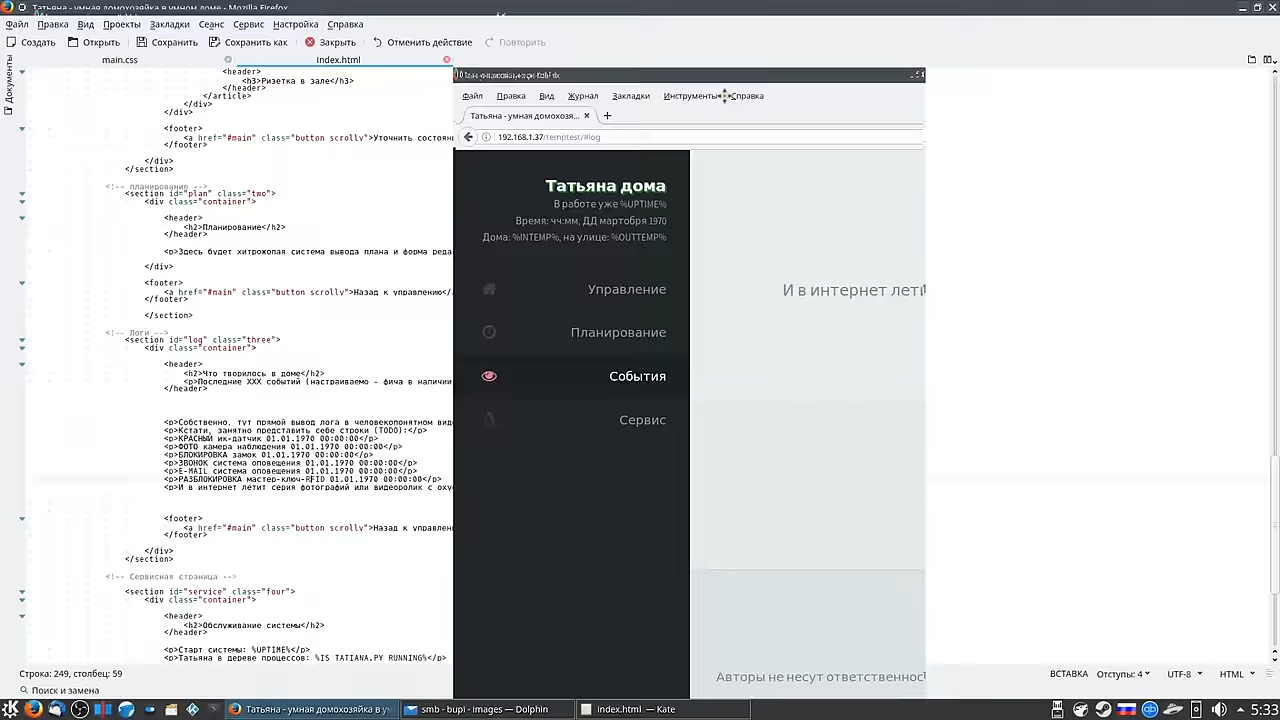 Татьяна - умная домохозяйка в умном доме - Mozilla Firefox
Файл Правка Вид Проекты Закладки Сеанс Сервис Настройка Справка
Создать Открыть Сохранить Сохранить как Закрыть Отменить действие Повторить
main.css index.html
Документы
<header>
<h3>Ризетка в зале</h3>
</header>
</article>
</div>
</div>
<footer>
<a href="#main" class="button scrolly">Уточнить состоян
</footer>
</div>
</section>
<!-- планирование -->
<section id="plan" class="two">
<div class="container">
<header>
<h2>Планирование</h2>
</header>
<p>Здесь будет хитрожопая система вывода плана и форма реда
</div>
<footer>
<a href="#main" class="button scrolly">Назад к управлению</
</footer>
</section>
<!-- Логи -->
<section id="log" class="three">
<div class="container">
<header>
<h2>Что творилось в доме</h2>
<p>Последние XXX событий (настраиваемо - фича в наличии
</header>
<p>Собственно, тут прямой вывод лога в человекопонятном вид
<p>Кстати, занятно представить себе строки (TODO):</p>
<p>КРАСНЫЙ ик-датчик 01.01.1970 00:00:00</p>
<p>ФОТО камера наблюдения 01.01.1970 00:00:00</p>
<p>БЛОКИРОВКА замок 01.01.1970 00:00:00</p>
<p>ЗВОНОК система оповещения 01.01.1970 00:00:00</p>
<p>E-MAIL система оповещения 01.01.1970 00:00:00</p>
<p>РАЗБЛОКИРОВКА мастер-ключ-RFID 01.01.1970 00:00:00</p>
<p>И в интернет летит серия фотографий или видеоролик с оху
<footer>
<a href="#main" class="button scrolly">Назад к управлен
</footer>
</div>
</section>
<!-- Сервисная страница -->
<section id="service" class="four">
<div class="container">
<header>
<h2>Обслуживание системы</h2>
</header>
<p>Старт системы: %UPTIME%</p>
<p>Татьяна в дереве процессов: %IS_TATIANA.PY_RUNNING%</p>
Файл Правка Вид Журнал Закладки Инструменты Справка
Татьяна - умная домохозя...
192.168.1.37/temptest/#log
Татьяна дома
В работе уже %UPTIME%
Время: чч:мм, ДД мартобря 1970
Дома: %INTEMP%, на улице: %OUTTEMP%
Управление
Планирование
События
Сервис
И в интернет лети
Авторы не несут ответственнос
Строка: 249, столбец: 59 ВСТАВКА Отступы: 4 UTF-8 HTML
Поиск и замена
Татьяна - умная домохозяйка в ум smb - bupi - images — Dolphin index.html — Kate 5:33